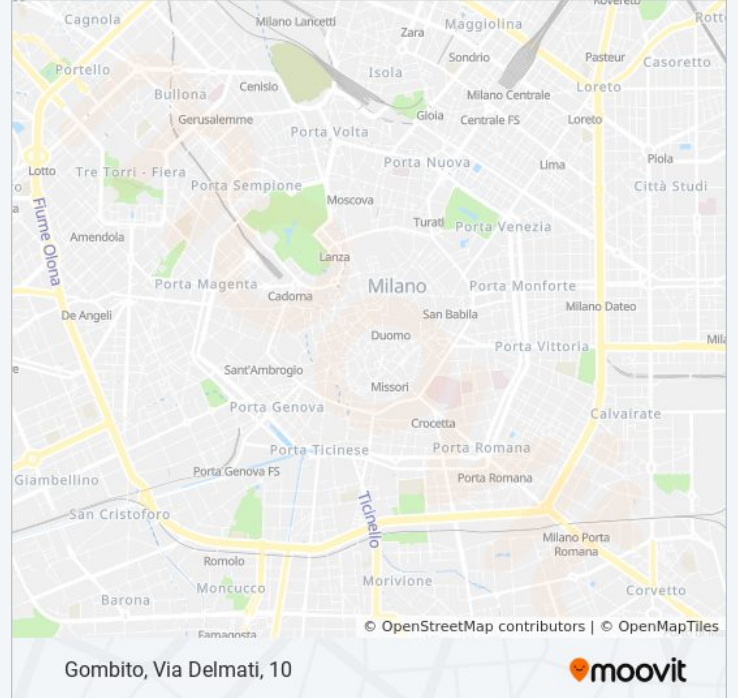 Rovereto
Cagnola
Milano Lancetti
Maggiolina
Rott
Zara
Sondrio
Pasteur
Casoretto
Portello
Isola
Bullona
Cenisio
Milano Centrale
Loreto
Gerusalemme
Gioia
Centrale FS
Loreto
Porta Volta
Lotto
Tre Torri - Fiera
Porta Nuova
Lima
Piola
Porta Sempione
Città Studi
o
Moscova
a
Turati
Porta Venezia
Fiume Olona
Amendola
Lanza
Porta Magenta
Milano
Porta Monforte
Cadorna
Milano Dateo
De Angeli
San Babila
Duomo
Porta Vittoria
Mila
e
Sant'Ambrogio
Missori
Porta Genova
Calvairate
Crocetta
Porta Ticinese
Porta Romana
Giambellino
Porta Genova FS
Porta Romana
San Cristoforo
Ticinello
Milano Porta
Romana
Romolo
Moncucco
Morivione
Corvetto
Barona
Famagosta
© OpenStreetMap contributors | © OpenMapTiles
Gombito, Via Delmati, 10
moovit